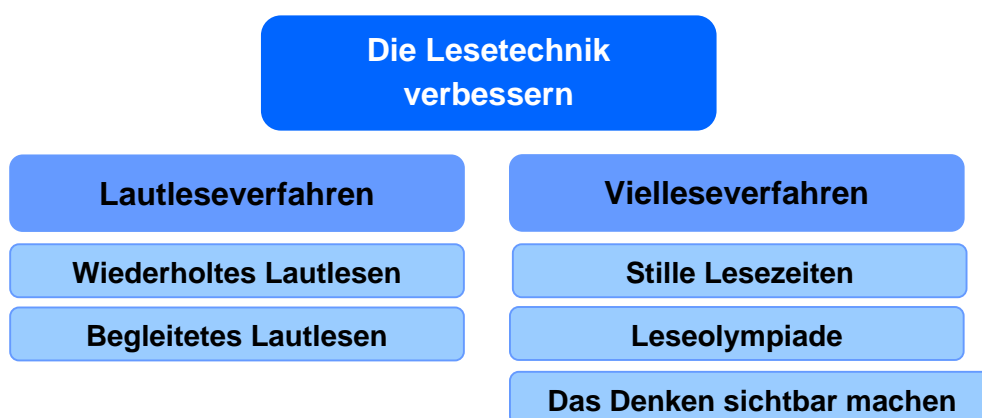 Die Lesetechnik
verbessern
Lautleseverfahren
Wiederholtes Lautlesen
Begleitetes Lautlesen
Vielleseverfahren
Stille Lesezeiten
Leseolympiade
Das Denken sichtbar machen